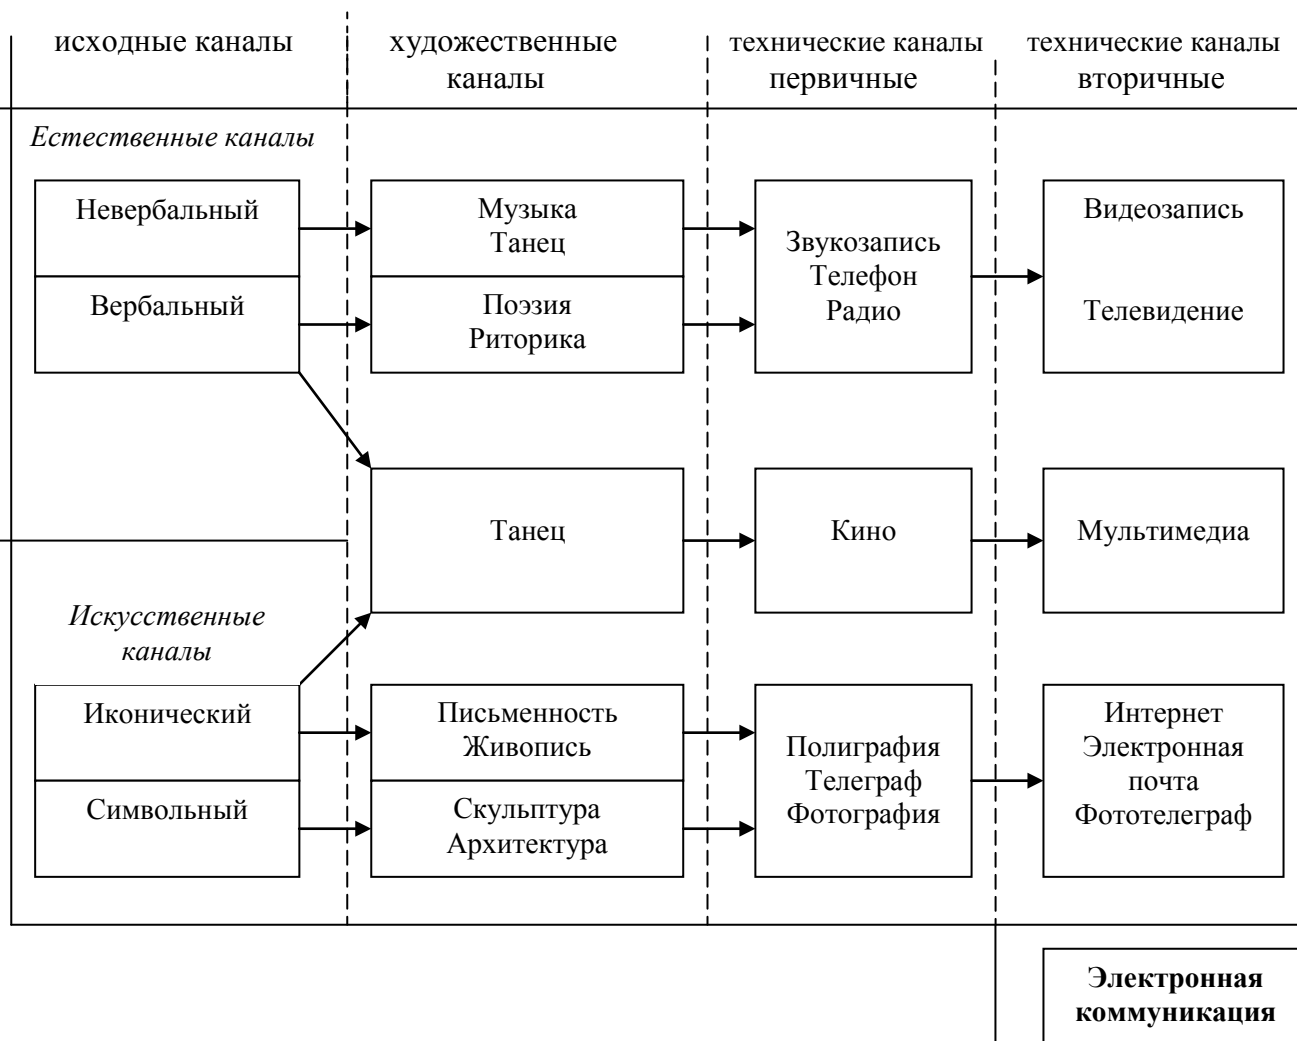 исходные каналы
художественные
каналы
технические каналы
первичные
технические каналы
вторичные
Естественные каналы
Невербальный
Вербальный
Музыка
Танец
Поэзия
Риторика
Звукозапись
Телефон
Радио
Видеозапись
Телевидение
Танец
Кино
Мультимедиа
Искусственные
каналы
Иконический
Символьный
Письменность
Живопись
Скульптура
Архитектура
Полиграфия
Телеграф
Фотография
Интернет
Электронная
почта
Фототелеграф
Электронная
коммуникация